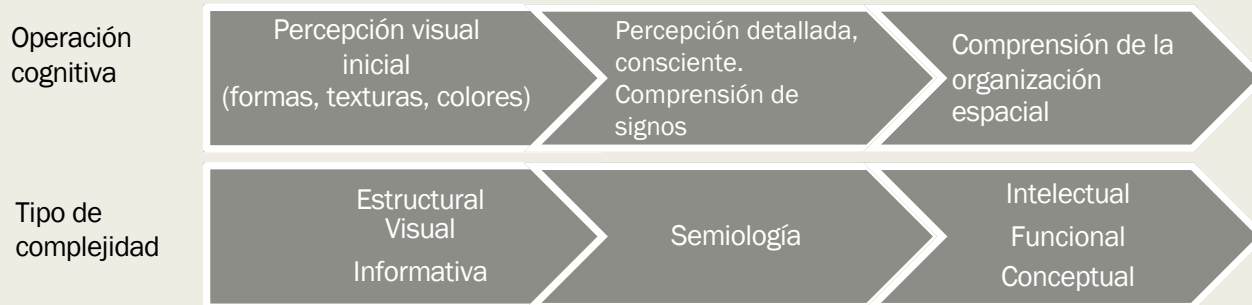 Operación
cognitiva
Percepción visual
inicial
(formas, texturas, colores)
Percepción detallada,
consciente.
Comprensión de
signos
Comprensión de la
organización
espacial
Tipo de
complejidad
Estructural
Visual
Informativa
Semiología
Intelectual
Funcional
Conceptual